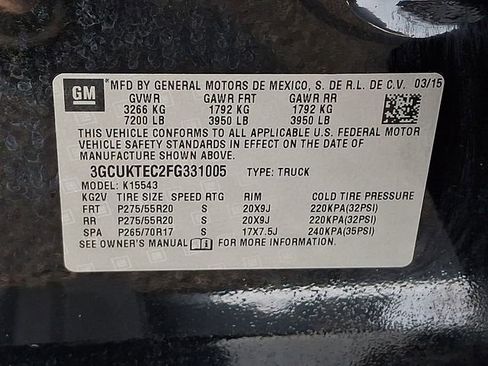 GM
*MFD BY GENERAL MOTORS DE MEXICO, S. DE R.L. DE C.V. 03/15
GVWR GAWR FRT GAWR RR
3266 KG 1792 KG 1792 KG
7200 LB 3950 LB 3950 LB
THIS VEHICLE CONFORMS TO ALL APPLICABLE U.S. FEDERAL MOTOR
VEHICLE SAFETY STANDARDS IN EFFECT ON THE DATE OF
MANUFACTURE SHOWN ABOVE.
3GCUKTEC2FG331005 TYPE: TRUCK
MODEL: K15543
KG2V TIRE SIZE SPEED RTG RIM COLD TIRE PRESSURE
FRT P275/55R20 S 20X9J 220KPA(32PSI)
RR P275/55R20 S 20X9J 220KPA(32PSI)
SPA P265/70R17 S 17X7.5J 240KPA(35PSI)
SEE OWNER'S MANUAL FOR MORE INFORMATION.